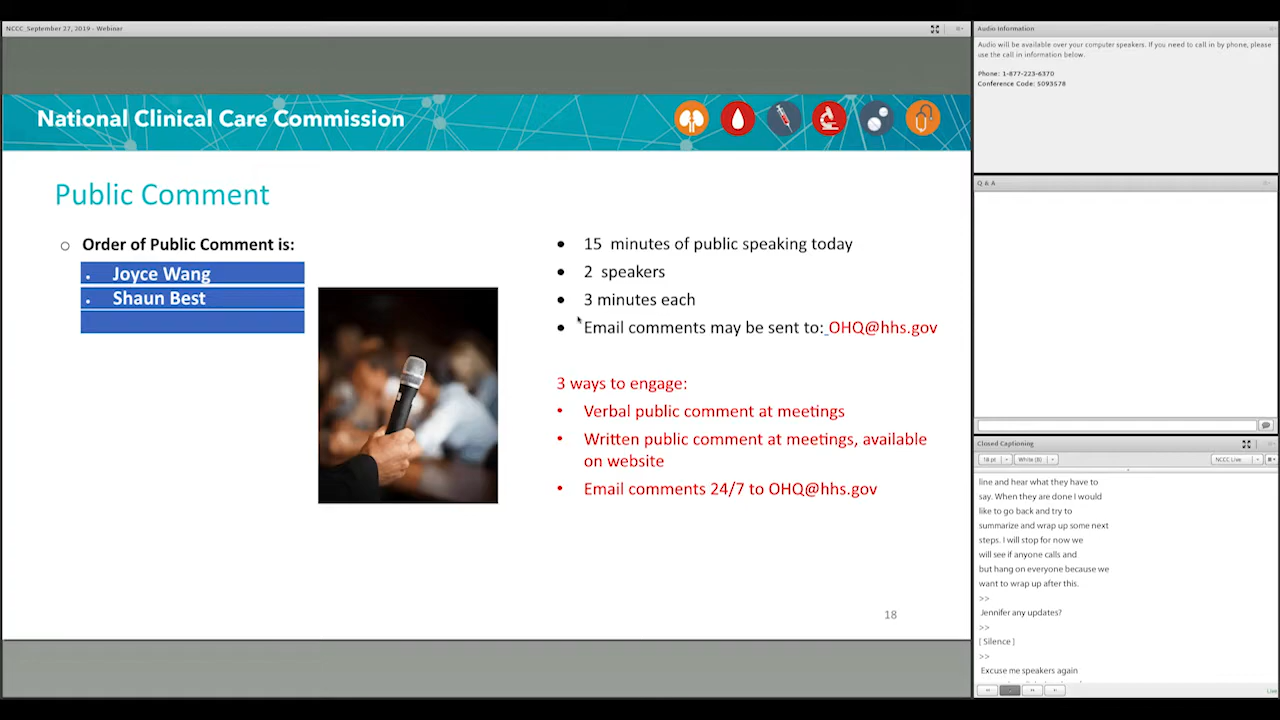 NCCC_September 27, 2019 - Webinar
National Clinical Care Commission
Public Comment
Order of Public Comment is:
Joyce Wang
Shaun Best
15 minutes of public speaking today
2 speakers
3 minutes each
Email comments may be sent to: OHQ@hhs.gov
3 ways to engage:
Verbal public comment at meetings
Written public comment at meetings, available
on website
Email comments 24/7 to OHQ@hhs.gov
18
Audio Information
Audio will be available over your computer speakers. If you need to call in by phone, please
use the call in information below.
Phone: 1-877-223-6370
Conference Code: 5093578
Q & A
Closed Captioning
18 pt
White (B)
NCCC Live
line and hear what they have to
say. When they are done I would
like to go back and try to
summarize and wrap up some next
steps. I will stop for now we
will see if anyone calls and
but hang on everyone because we
want to wrap up after this.
>>
Jennifer any updates?
>>
[ Silence ]
>>
Excuse me speakers again
Live